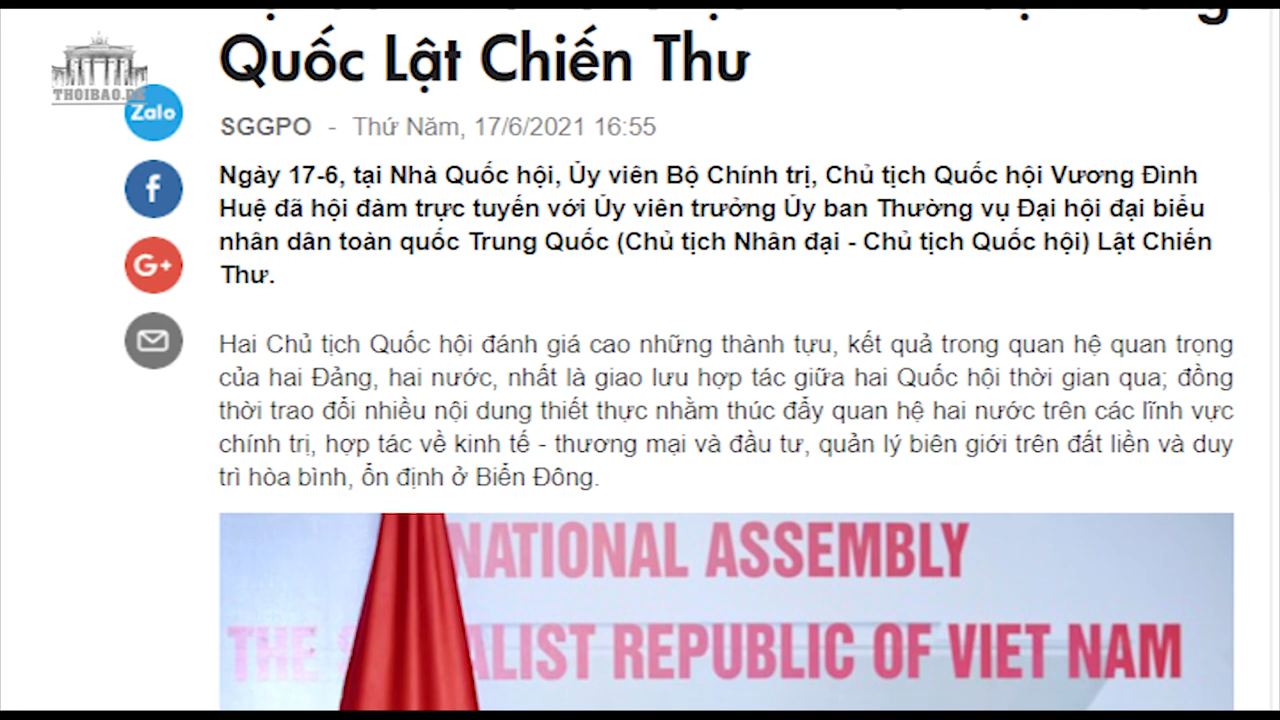 Quốc Lật Chiến Thư
THOIBAO.DE
Zalo
SGGPO - Thứ Năm, 17/6/2021 16:55
Ngày 17-6, tại Nhà Quốc hội, Ủy viên Bộ Chính trị, Chủ tịch Quốc hội Vương Đình
Huệ đã hội đàm trực tuyến với Ủy viên trưởng Ủy ban Thường vụ Đại hội đại biểu
nhân dân toàn quốc Trung Quốc (Chủ tịch Nhân đại - Chủ tịch Quốc hội) Lật Chiến
Thư.
f
G+
Hai Chủ tịch Quốc hội đánh giá cao những thành tựu, kết quả trong quan hệ quan trọng
của hai Đảng, hai nước, nhất là giao lưu hợp tác giữa hai Quốc hội thời gian qua; đồng
thời trao đổi nhiều nội dung thiết thực nhằm thúc đẩy quan hệ hai nước trên các lĩnh vực
chính trị, hợp tác về kinh tế - thương mại và đầu tư, quản lý biên giới trên đất liền và duy
trì hòa bình, ổn định ở Biển Đông.
NATIONAL ASSEMBLY
THE S ALIST REPUBLIC OF VIET NAM